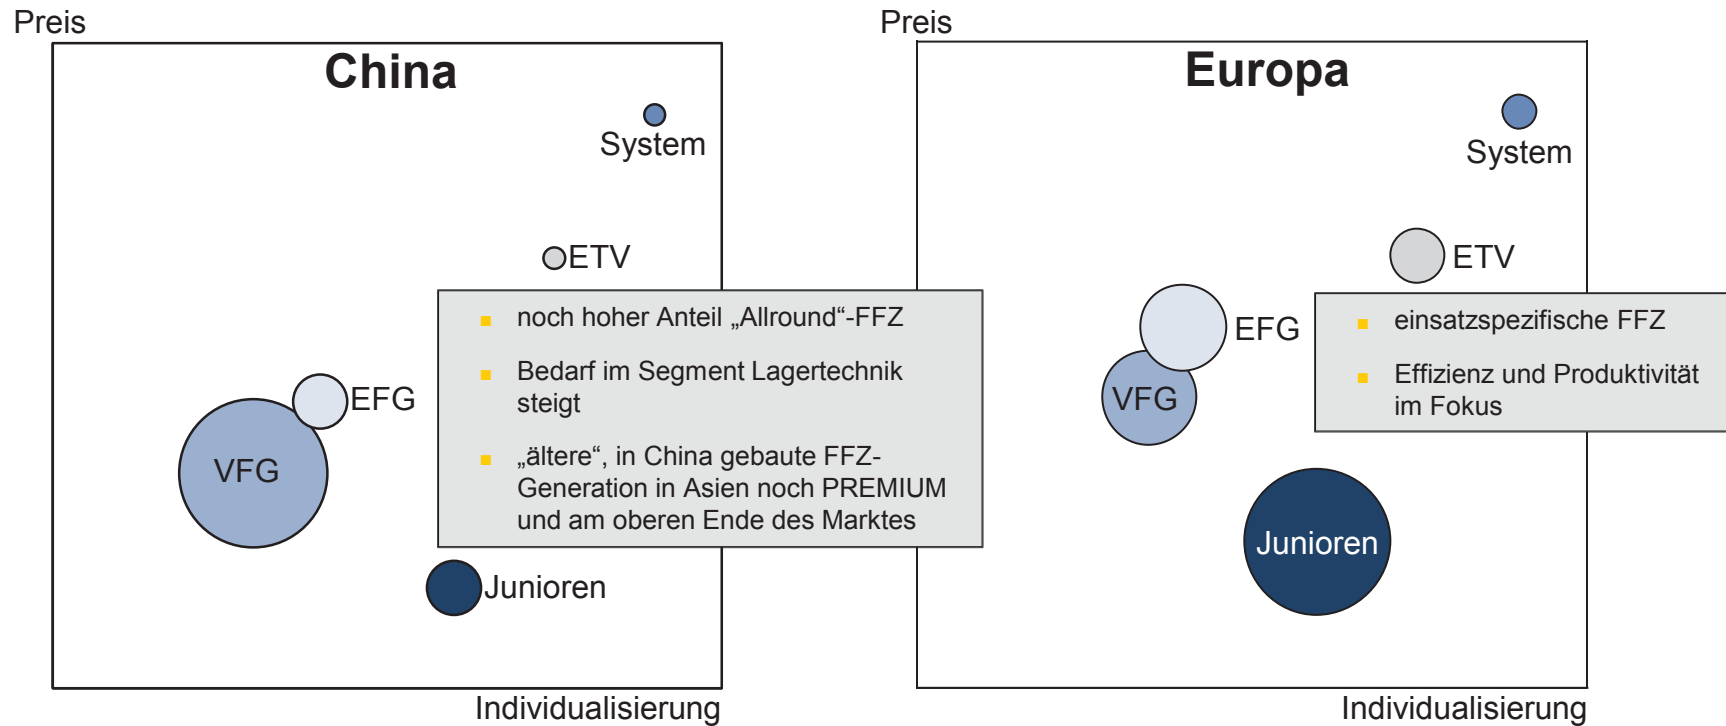 Preis
China
System
ETV
noch hoher Anteil „Allround“-FFZ
Bedarf im Segment Lagertechnik
steigt
„ältere“, in China gebaute FFZ-
Generation in Asien noch PREMIUM
und am oberen Ende des Marktes
EFG
VFG
Junioren
Individualisierung
Preis
Europa
System
ETV
EFG
einsatzspezifische FFZ
Effizienz und Produktivität
im Fokus
VFG
Junioren
Individualisierung